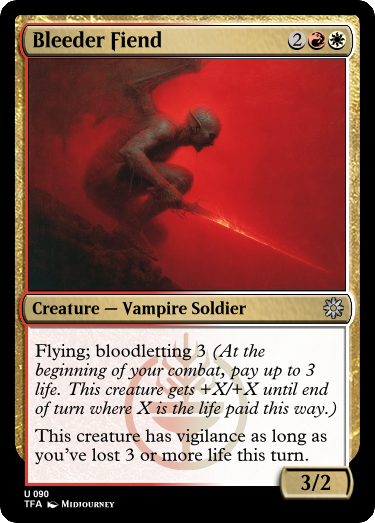 Bleeder Fiend 2
Creature — Vampire Soldier
Flying; bloodletting 3 (At the
beginning of your combat, pay up to 3
life. This creature gets +X/+X until end
of turn where X is the life paid this way.)
This creature has vigilance as long as
you've lost 3 or more life this turn.
3/2
U 090
TFA Midjourney